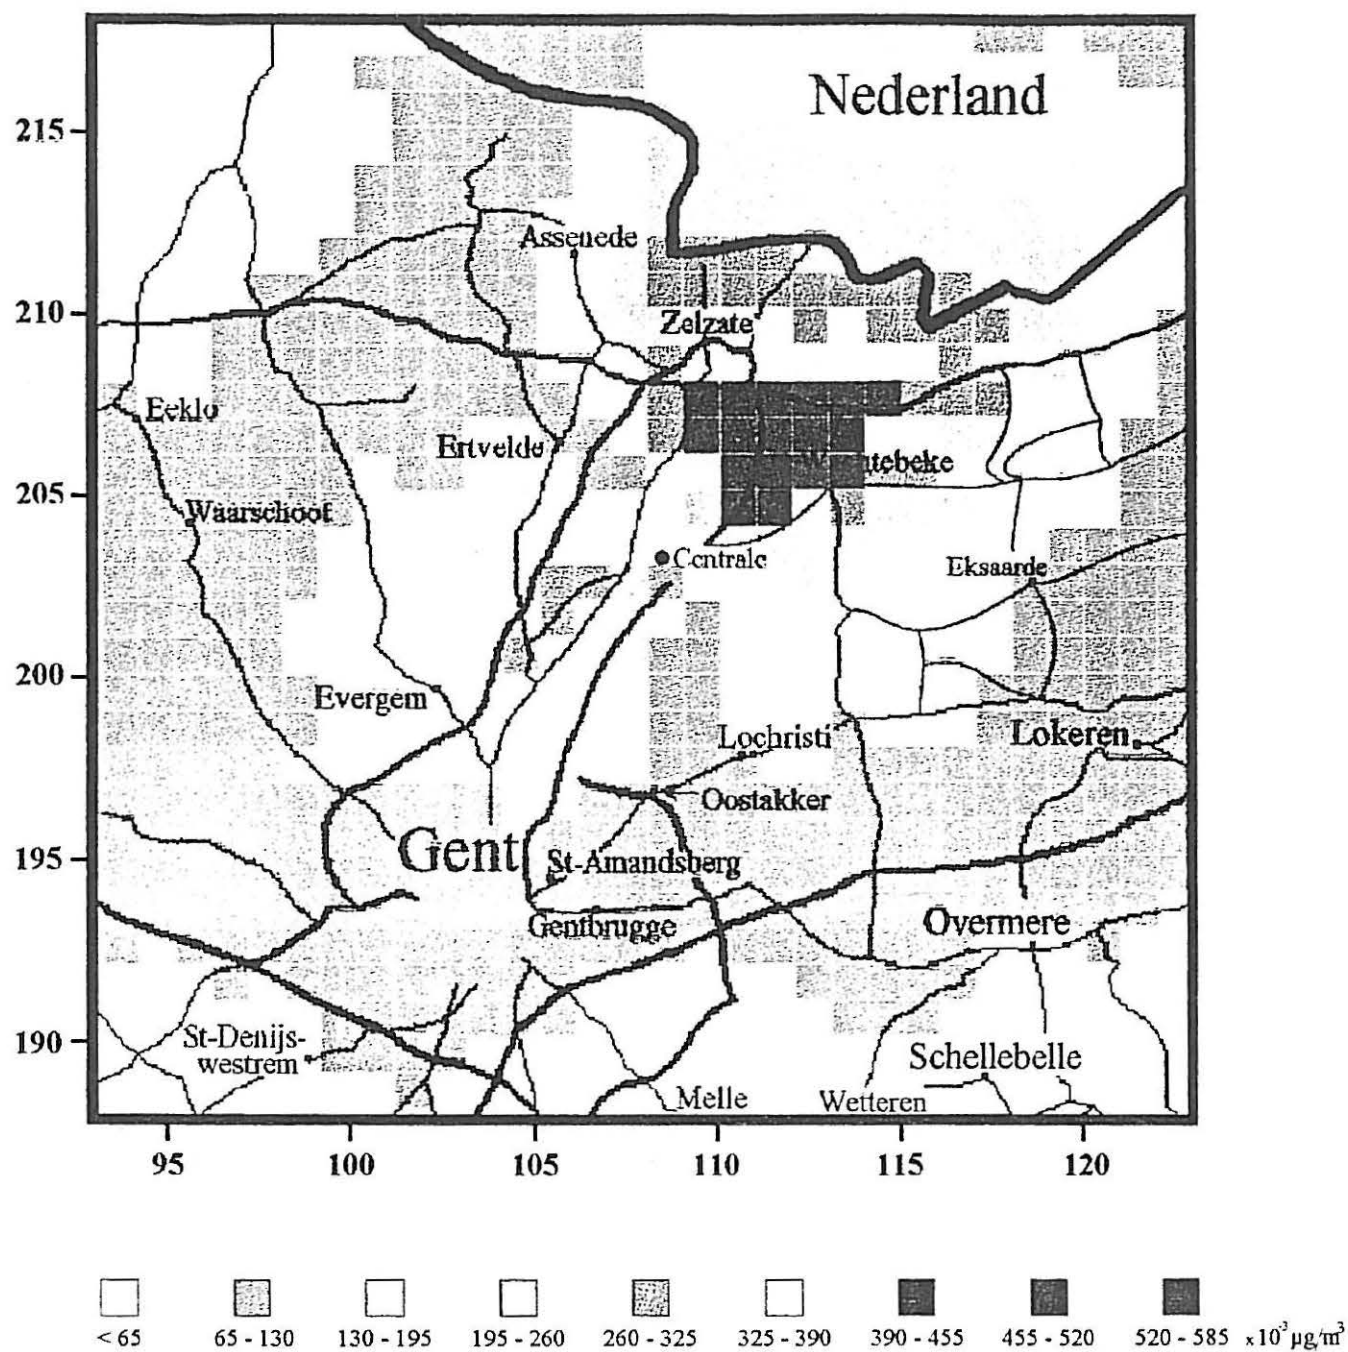 Nederland
215
Assenede
210
Zelzate
Eeklo
Ertvelde
205
Waarschoot
Centrale
Eksaarde
200
Evergem
Lochristi
Lokeren
Oostakker
Gent
195
St-Amandsberg
Gentbrugge
Overmere
190
St-Denijs-
westrem
Schellebelle
Melle
Wetteren
95
100
105
110
115
120
< 65
65 - 130
130 - 195
195 - 260
260 - 325
325 - 390
390 - 455
455 - 520
520 - 585
x10⁻³ µg/m³